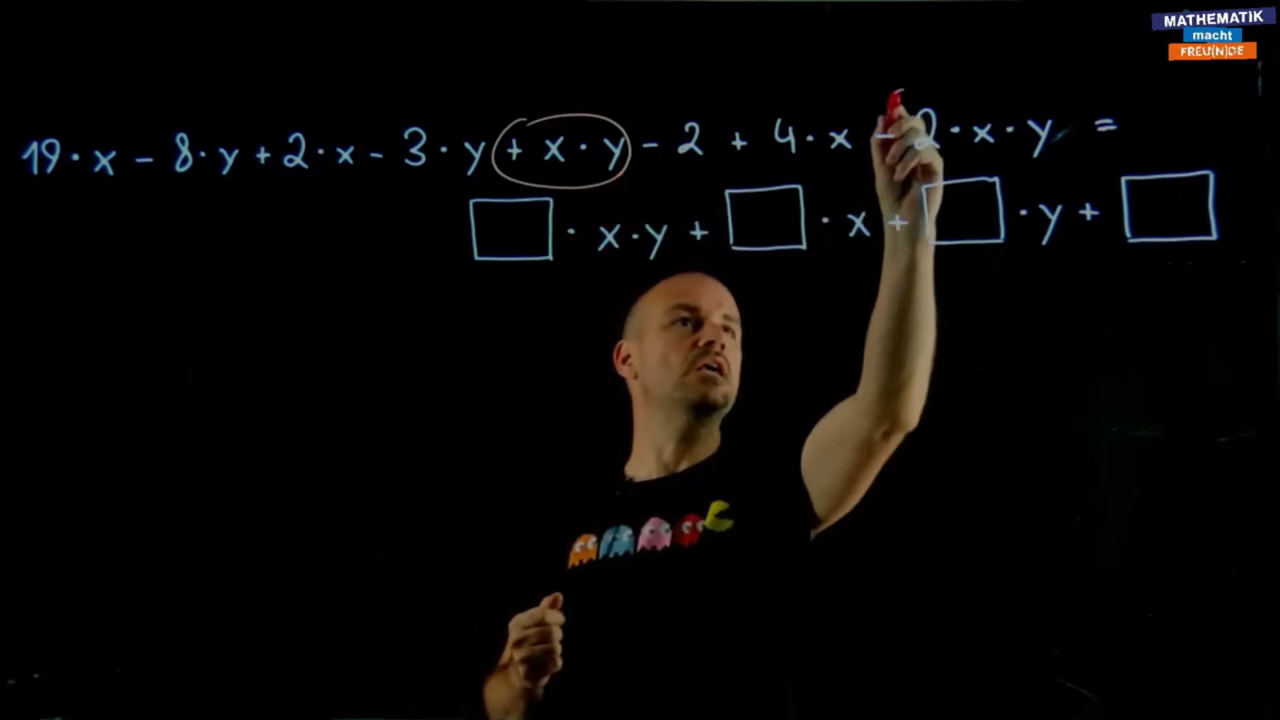 MATHEMATIK
macht
FREU(N)DE
19·x - 8·y + 2·x - 3·y + x·y - 2 + 4·x - 2·x·y =
□ · x·y + □ · x + □ · y + □